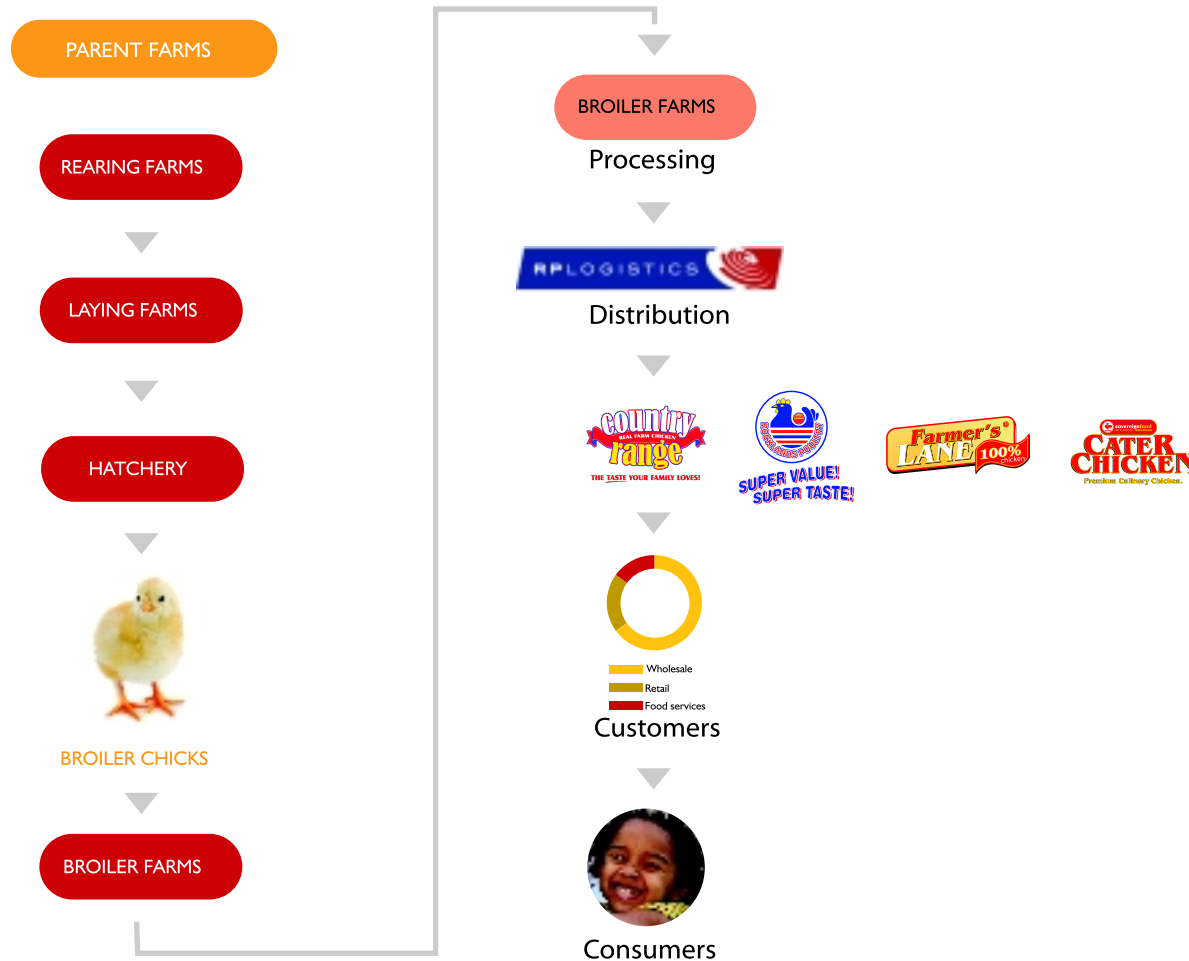 PARENT FARMS
REARING FARMS
LAYING FARMS
HATCHERY
BROILER CHICKS
BROILER FARMS
BROILER FARMS
Processing
RPLOGISTICS
Distribution
country
REAL FARM CHICKEN
range
THE TASTE YOUR FAMILY LOVES!
ROCKLANDS POULTRY
SUPER VALUE!
SUPER TASTE!
Farmer's
LANE
100%
chicken
sovereignfood
CATER
CHICKEN
Premium Culinary Chicken.
Wholesale
Retail
Food services
Customers
Consumers